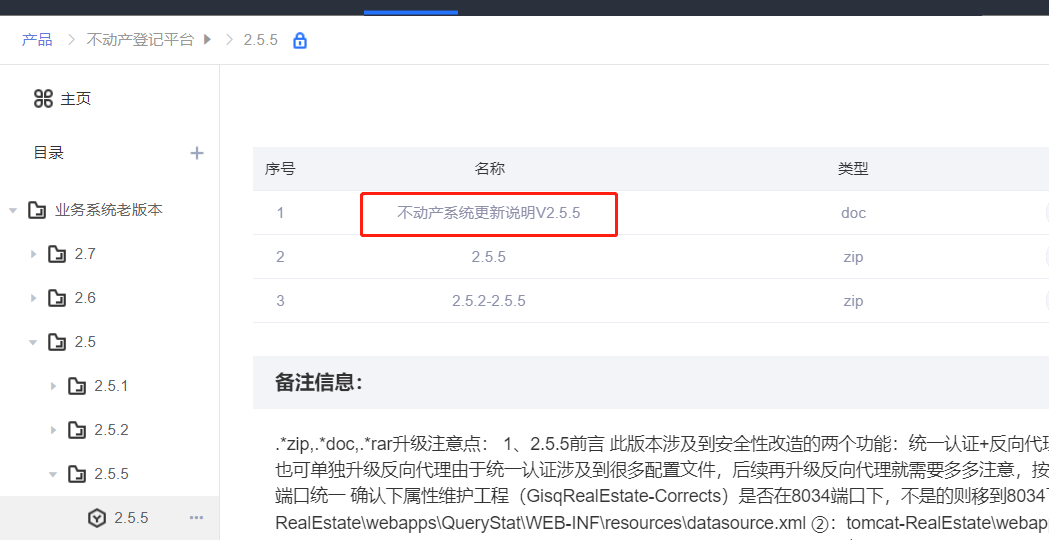 产品 不动产登记平台 2.5.5
主页
目录
业务系统老版本
2.7
2.6
2.5
2.5.1
2.5.2
2.5.5
2.5.5
序号 名称 类型
1 不动产系统更新说明V2.5.5 doc
2 2.5.5 zip
3 2.5.2-2.5.5 zip
备注信息：
.*zip,.*doc,.*rar升级注意点： 1、2.5.5前言 此版本涉及到安全性改造的两个功能：统一认证+反向代理
也可单独升级反向代理由于统一认证涉及到很多配置文件，后续再升级反向代理就需要多多注意，按
端口统一 确认下属性维护工程（GisqRealEstate-Corrects）是否在8034端口下，不是的则移到8034下
RealEstate\webapps\QueryStat\WEB-INF\resources\datasource.xml ②：tomcat-RealEstate\webapp